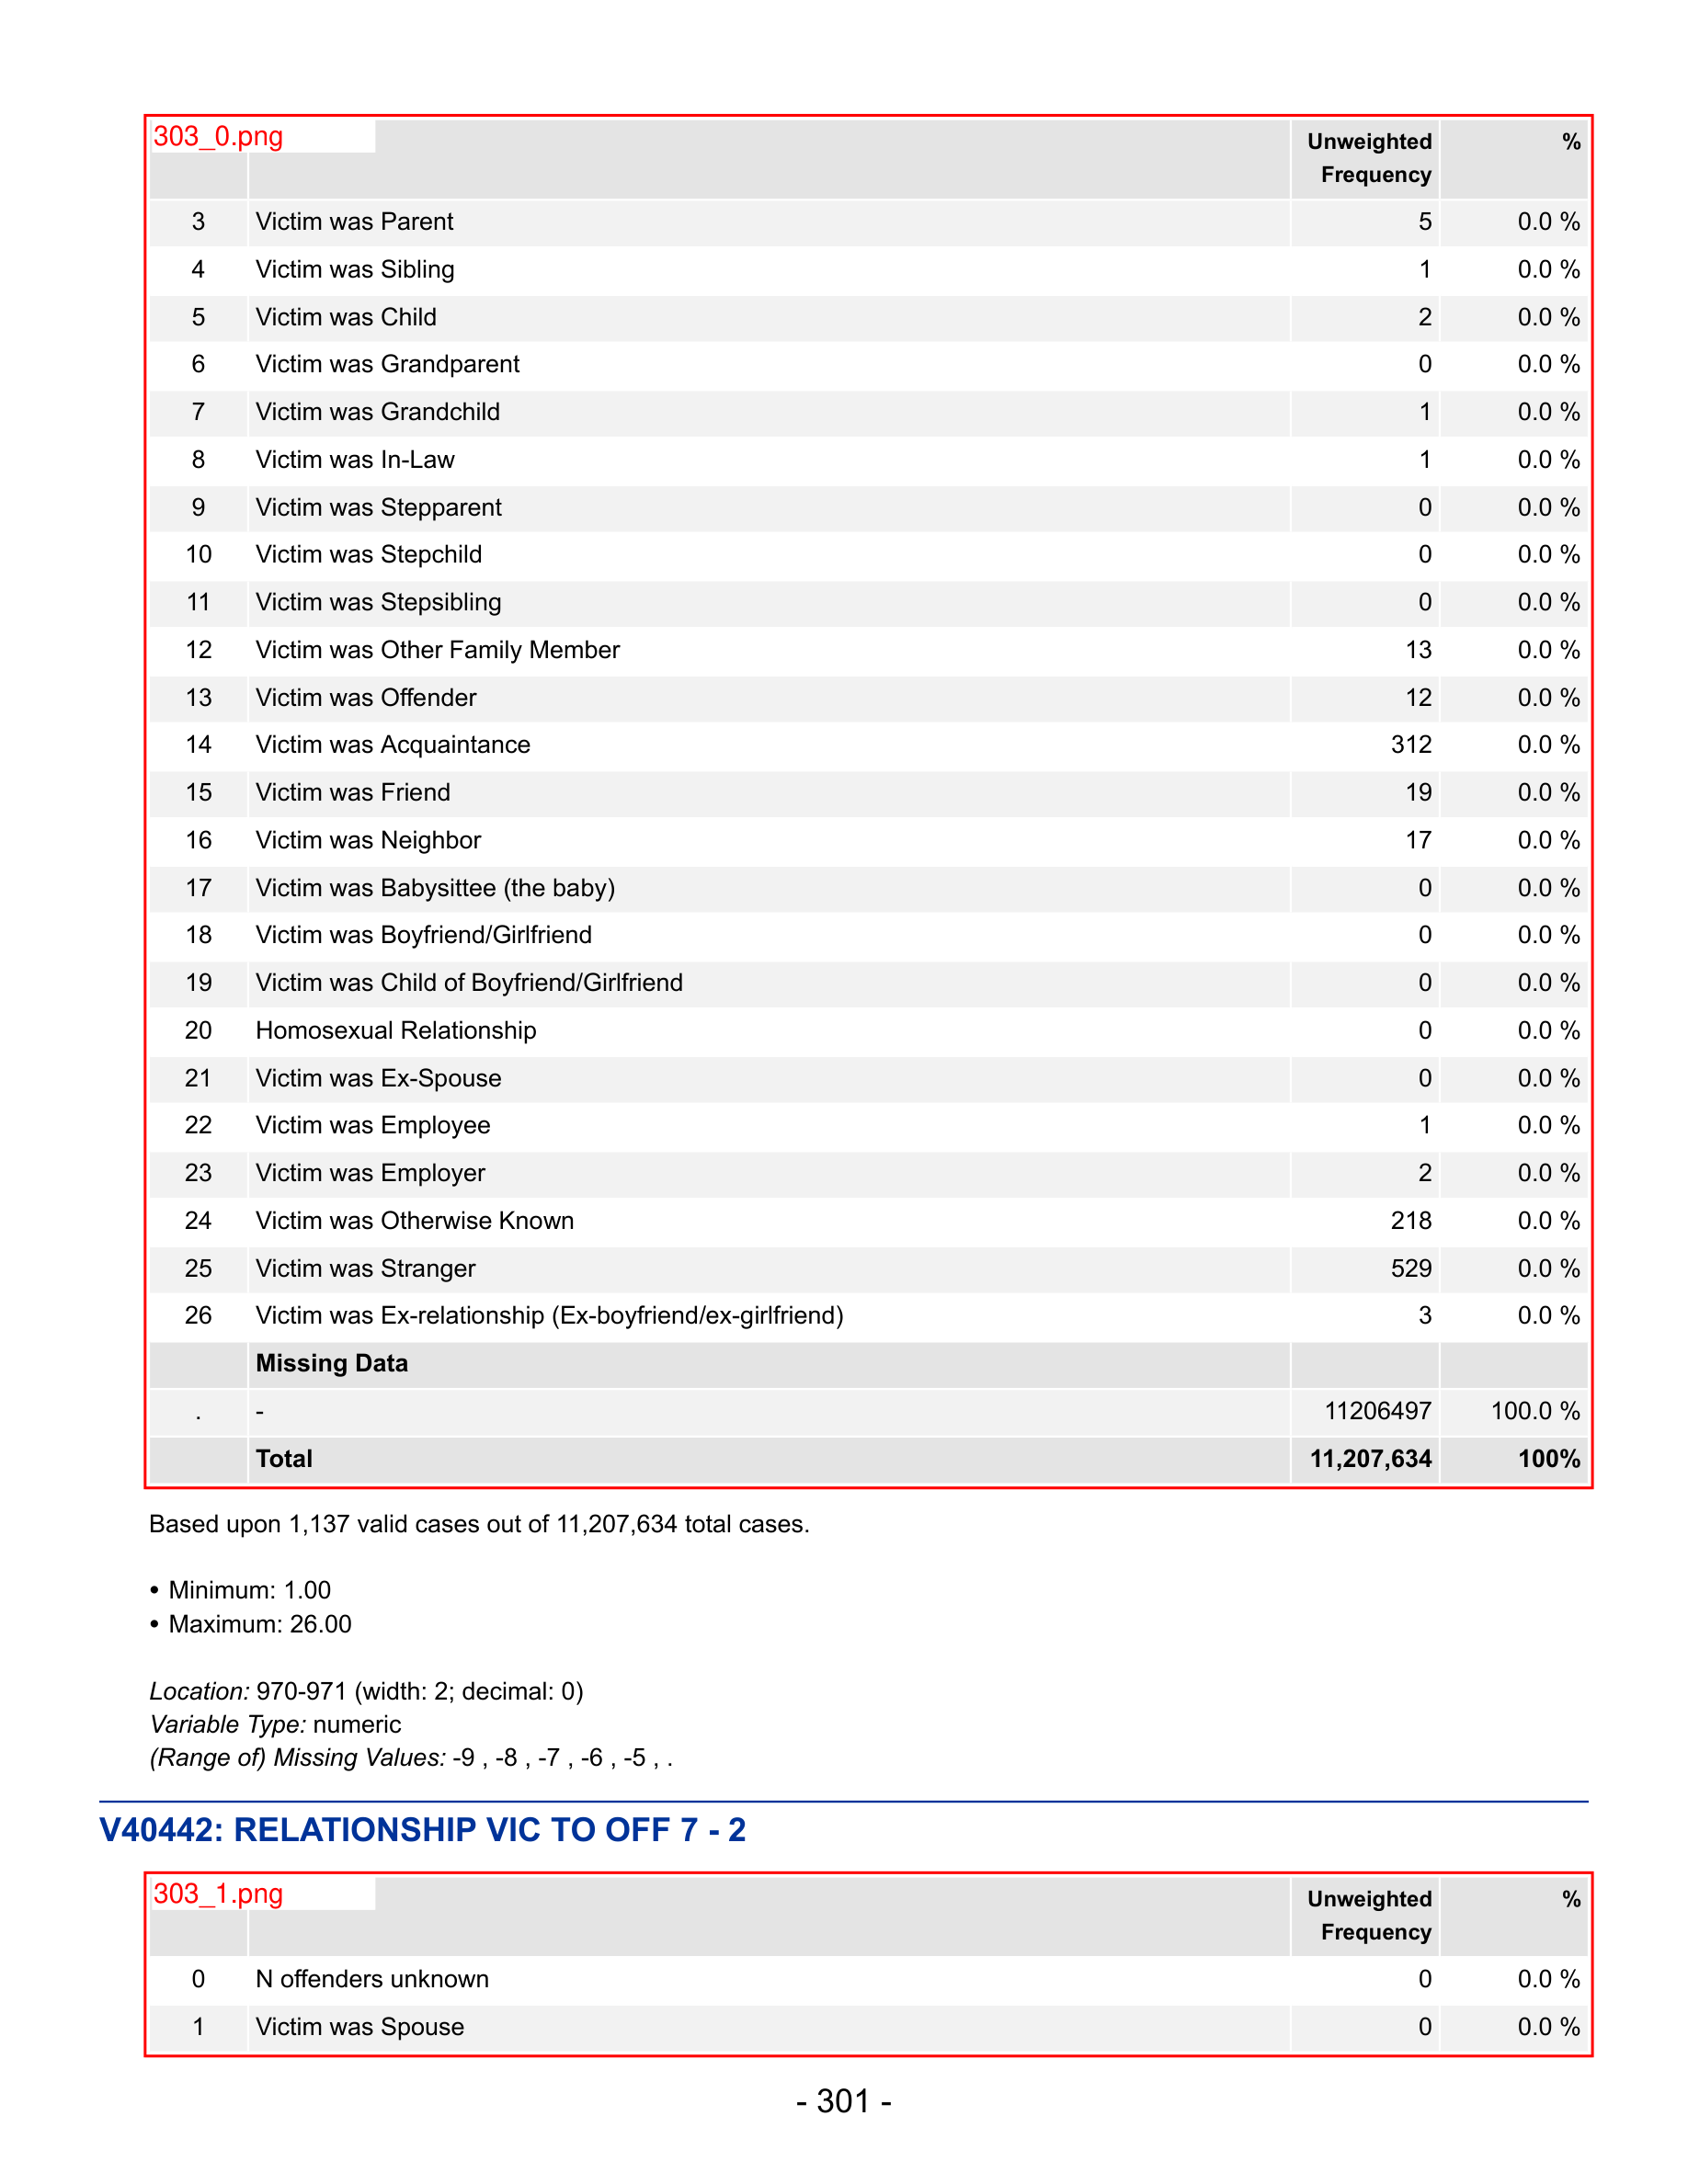 303_0.png
Unweighted Frequency %
3 Victim was Parent 5 0.0 %
4 Victim was Sibling 1 0.0 %
5 Victim was Child 2 0.0 %
6 Victim was Grandparent 0 0.0 %
7 Victim was Grandchild 1 0.0 %
8 Victim was In-Law 1 0.0 %
9 Victim was Stepparent 0 0.0 %
10 Victim was Stepchild 0 0.0 %
11 Victim was Stepsibling 0 0.0 %
12 Victim was Other Family Member 13 0.0 %
13 Victim was Offender 12 0.0 %
14 Victim was Acquaintance 312 0.0 %
15 Victim was Friend 19 0.0 %
16 Victim was Neighbor 17 0.0 %
17 Victim was Babysittee (the baby) 0 0.0 %
18 Victim was Boyfriend/Girlfriend 0 0.0 %
19 Victim was Child of Boyfriend/Girlfriend 0 0.0 %
20 Homosexual Relationship 0 0.0 %
21 Victim was Ex-Spouse 0 0.0 %
22 Victim was Employee 1 0.0 %
23 Victim was Employer 2 0.0 %
24 Victim was Otherwise Known 218 0.0 %
25 Victim was Stranger 529 0.0 %
26 Victim was Ex-relationship (Ex-boyfriend/ex-girlfriend) 3 0.0 %
Missing Data
. - 11206497 100.0 %
Total 11,207,634 100%
Based upon 1,137 valid cases out of 11,207,634 total cases.
• Minimum: 1.00
• Maximum: 26.00
Location: 970-971 (width: 2; decimal: 0)
Variable Type: numeric
(Range of) Missing Values: -9 , -8 , -7 , -6 , -5 , .
V40442: RELATIONSHIP VIC TO OFF 7 - 2
303_1.png
Unweighted Frequency %
0 N offenders unknown 0 0.0 %
1 Victim was Spouse 0 0.0 %
- 301 -